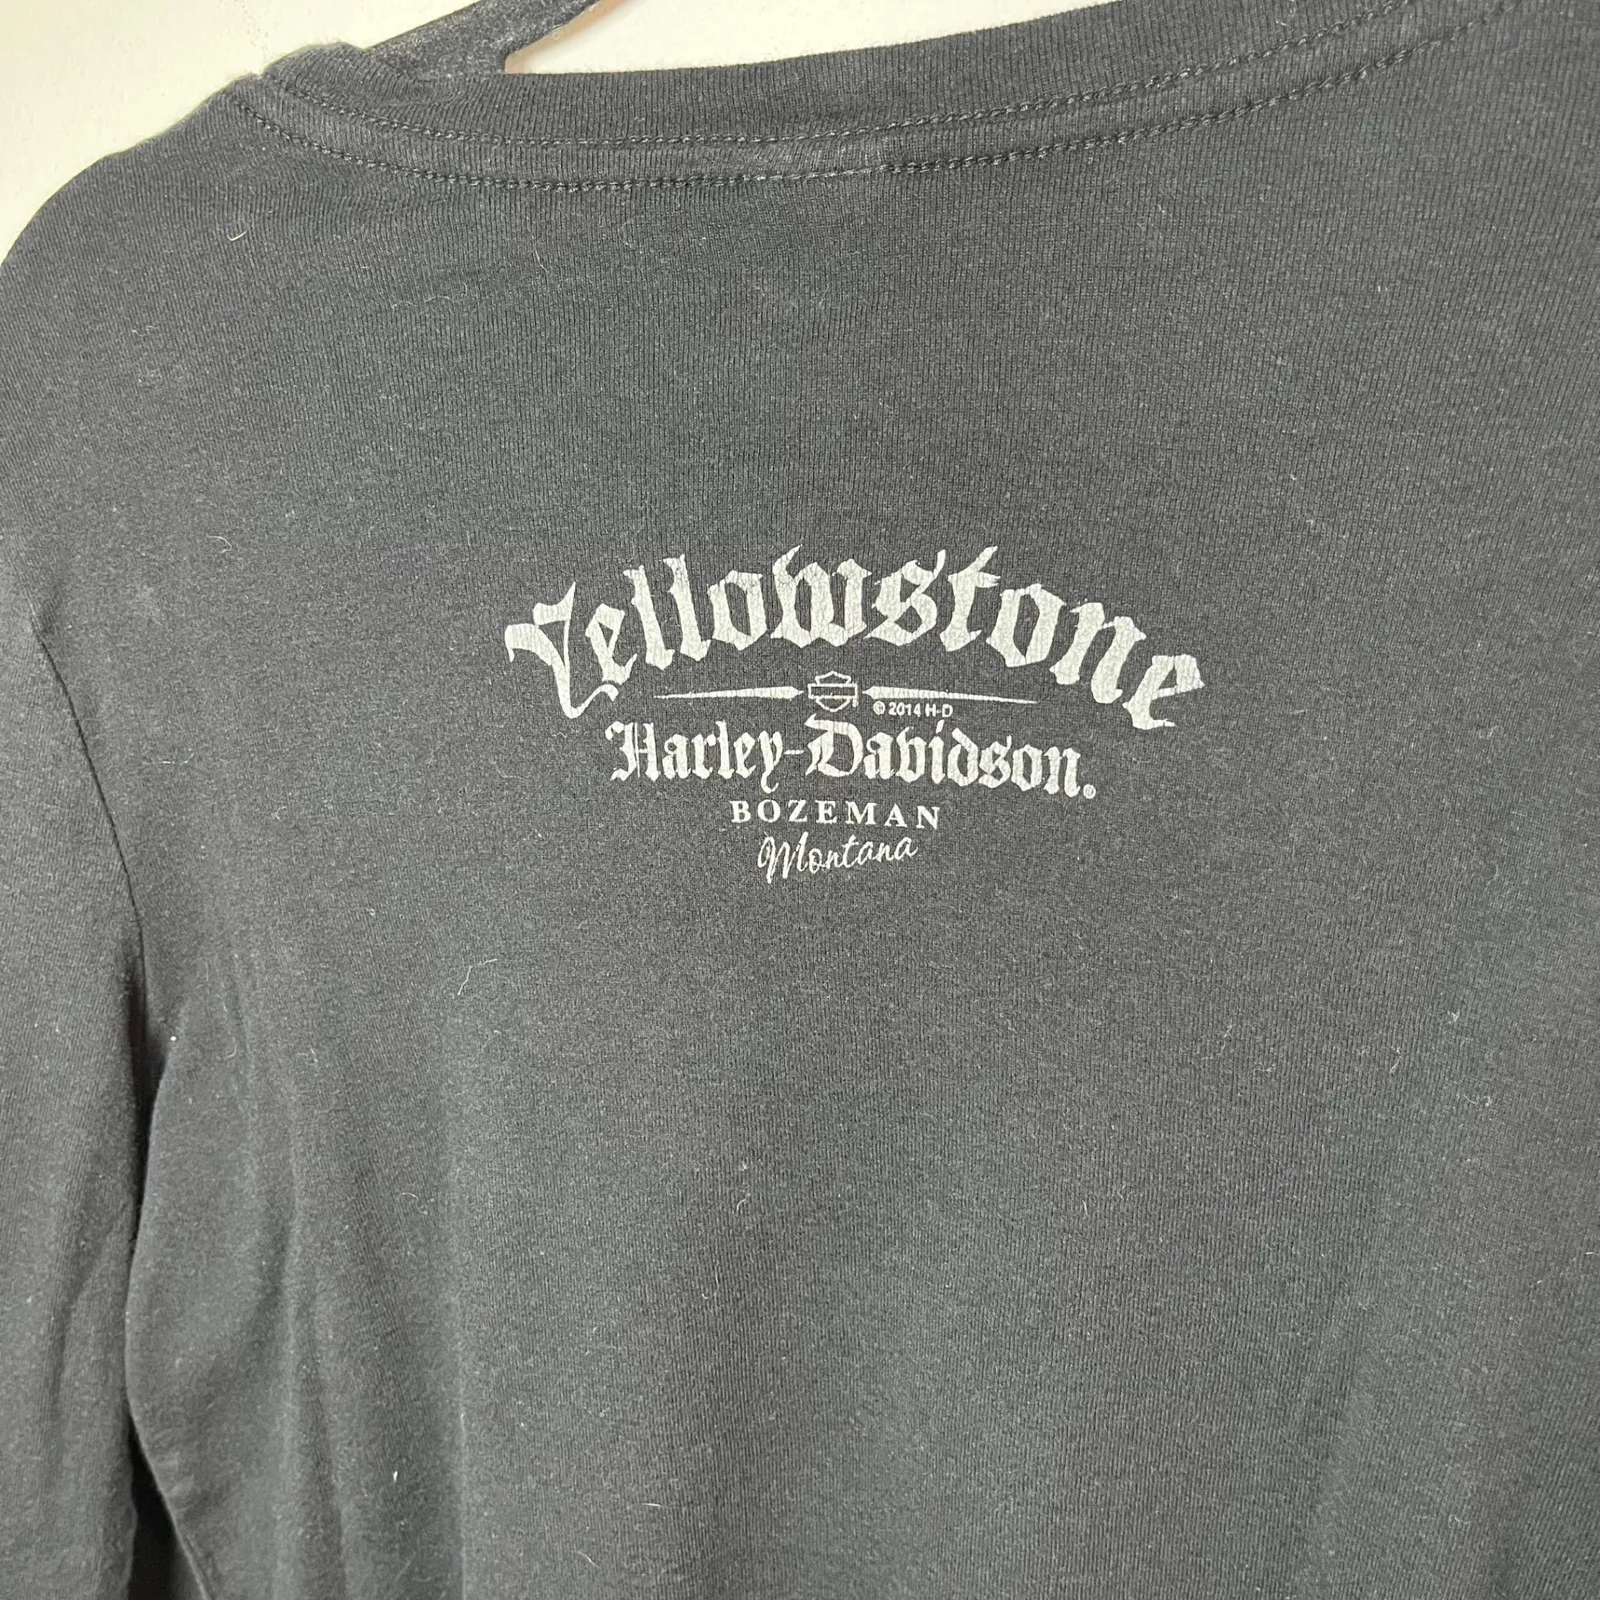 Yellowstone
© 2014 H-D
Harley-Davidson.®
BOZEMAN
Montana